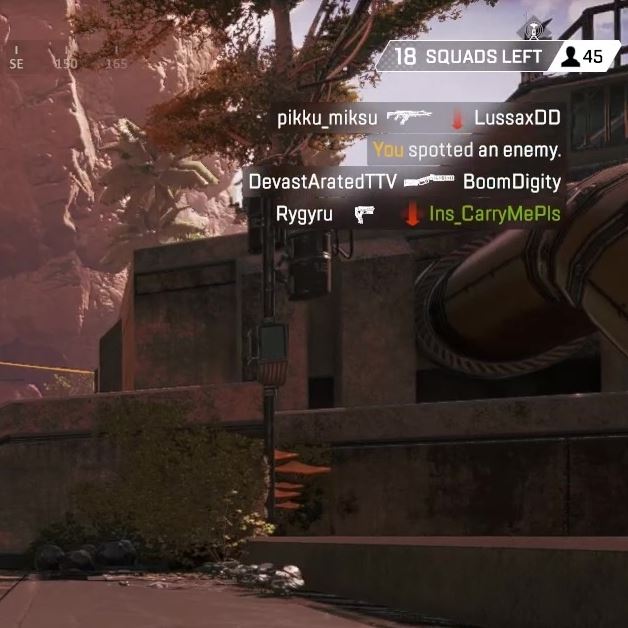 SE 150 165
18 SQUADS LEFT 45
pikku_miksu LussaxDD
You spotted an enemy.
DevastAratedTTV BoomDigity
Rygyru Ins_CarryMePls